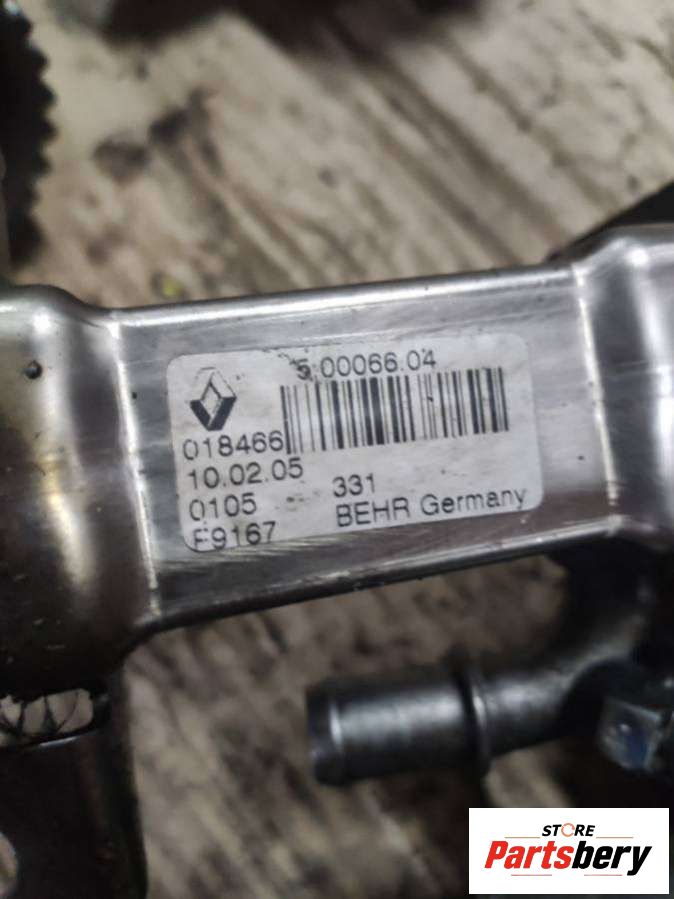 5.00066.04
018466
10.02.05
0105 331
F9167 BEHR Germany
STORE
Partsbery